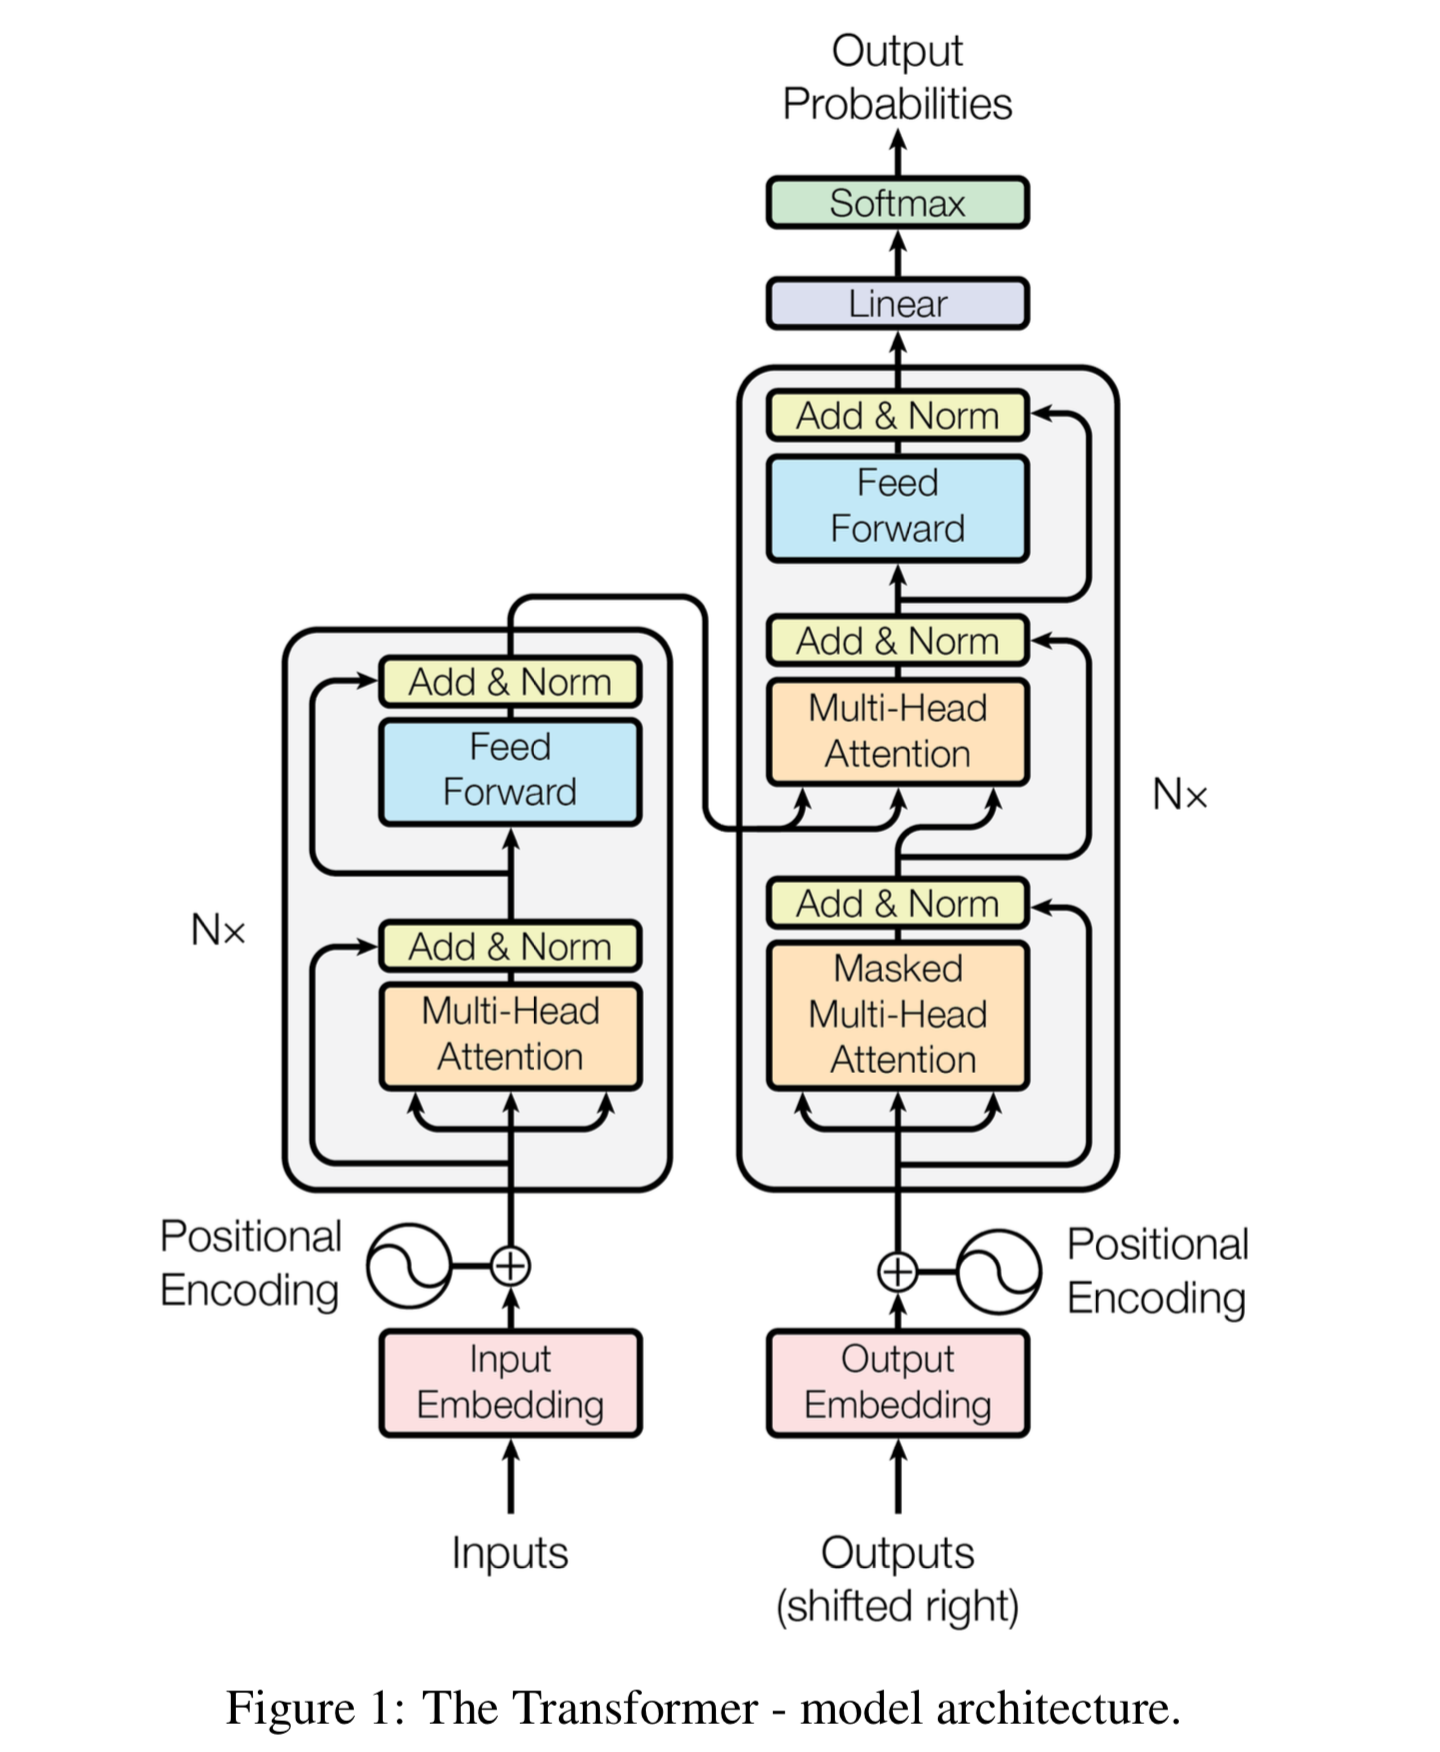 Output
Probabilities
Softmax
Linear
Add & Norm
Feed
Forward
Add & Norm
Multi-Head
Attention
Add & Norm
Masked
Multi-Head
Attention
N×
Add & Norm
Feed
Forward
Add & Norm
Multi-Head
Attention
N×
Positional
Encoding
Positional
Encoding
Input
Embedding
Output
Embedding
Inputs
Outputs
(shifted right)
Figure 1: The Transformer - model architecture.